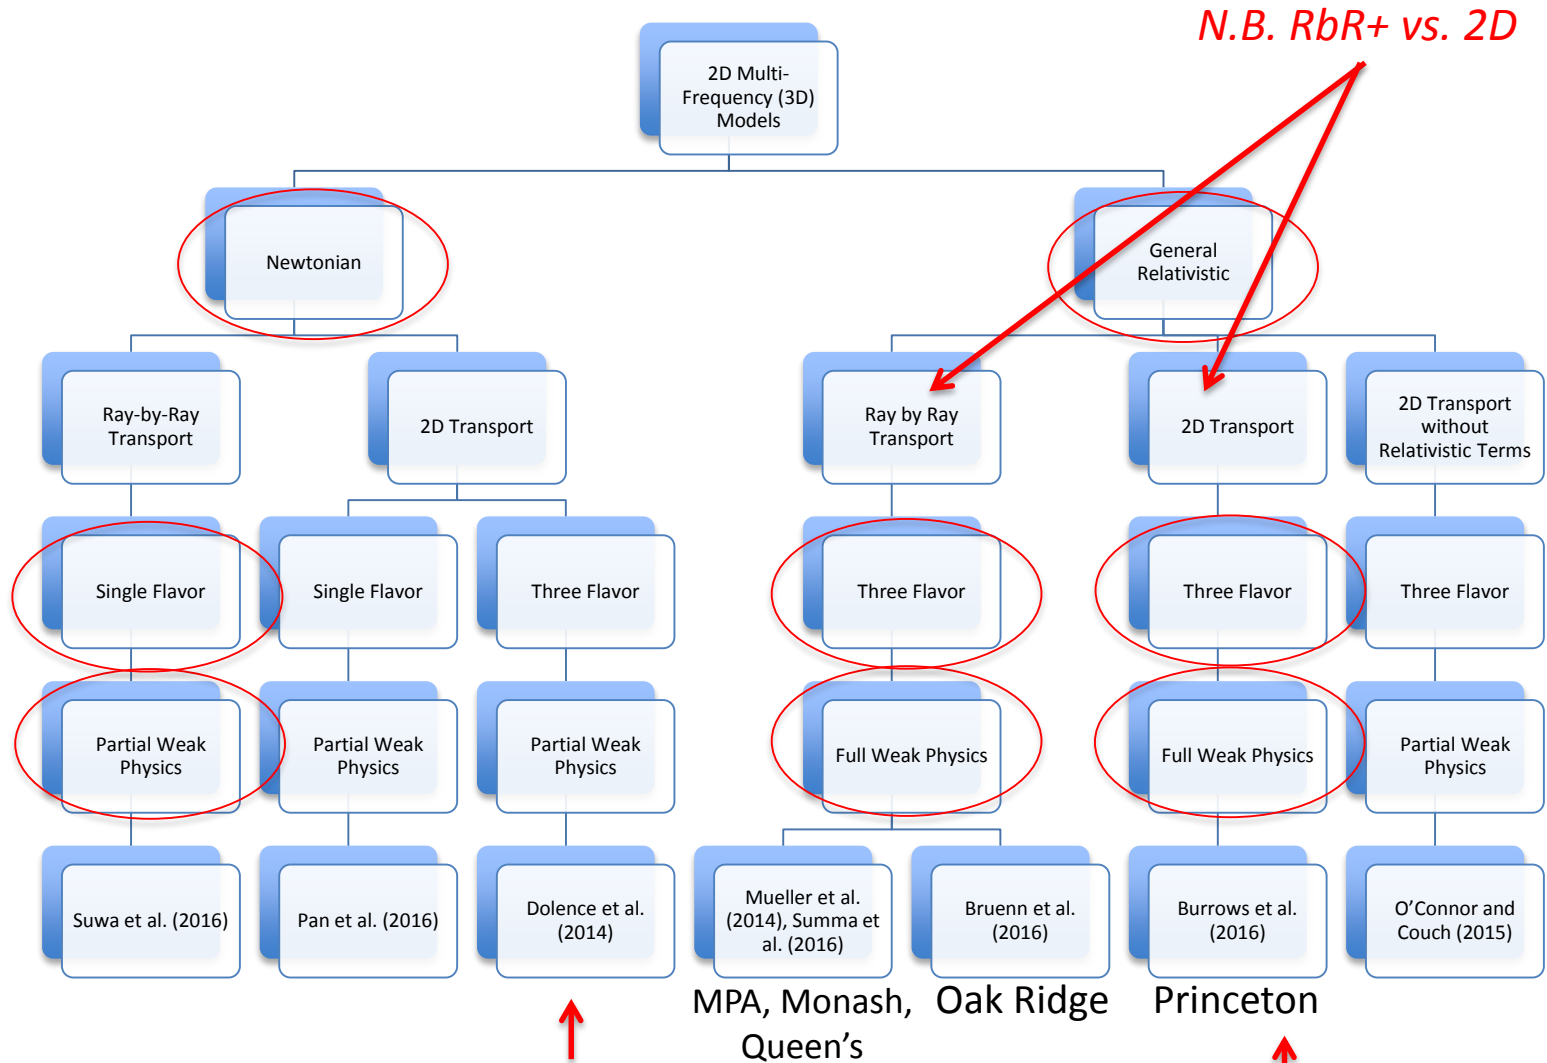 N.B. RbR+ vs. 2D
2D Multi-
Frequency (3D)
Models
Newtonian
General
Relativistic
Ray-by-Ray
Transport
2D Transport
Ray by Ray
Transport
2D Transport
2D Transport
without
Relativistic Terms
Single Flavor
Single Flavor
Three Flavor
Three Flavor
Three Flavor
Three Flavor
Partial Weak
Physics
Partial Weak
Physics
Partial Weak
Physics
Full Weak Physics
Full Weak Physics
Partial Weak
Physics
Suwa et al. (2016)
Pan et al. (2016)
Dolence et al.
(2014)
Mueller et al.
(2014), Summa et
al. (2016)
Bruenn et al.
(2016)
Burrows et al.
(2016)
O’Connor and
Couch (2015)
MPA, Monash,
Queen’s
Oak Ridge
Princeton